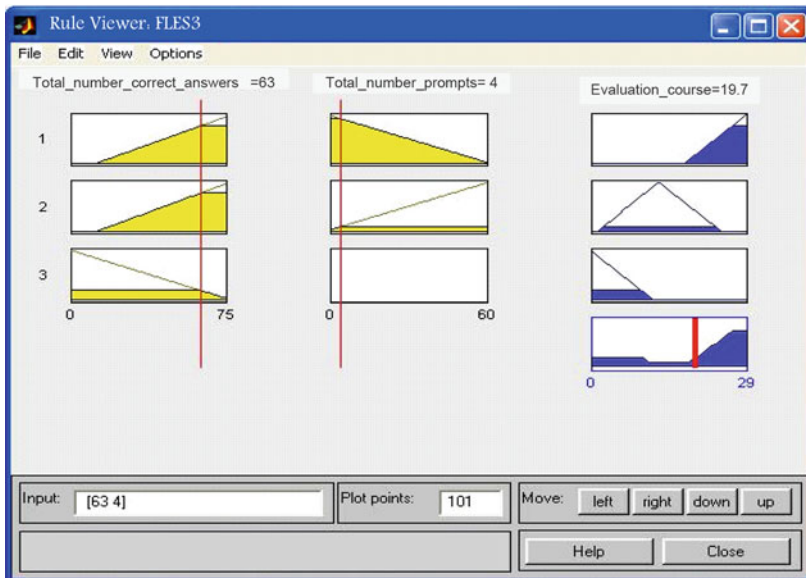 Rule Viewer: FLES3
File Edit View Options
Total_number_correct_answers =63 Total_number_prompts= 4 Evaluation_course=19.7
1
2
3
0 75 0 60
0 29
Input: [63 4] Plot points: 101 Move: left right down up
Help Close